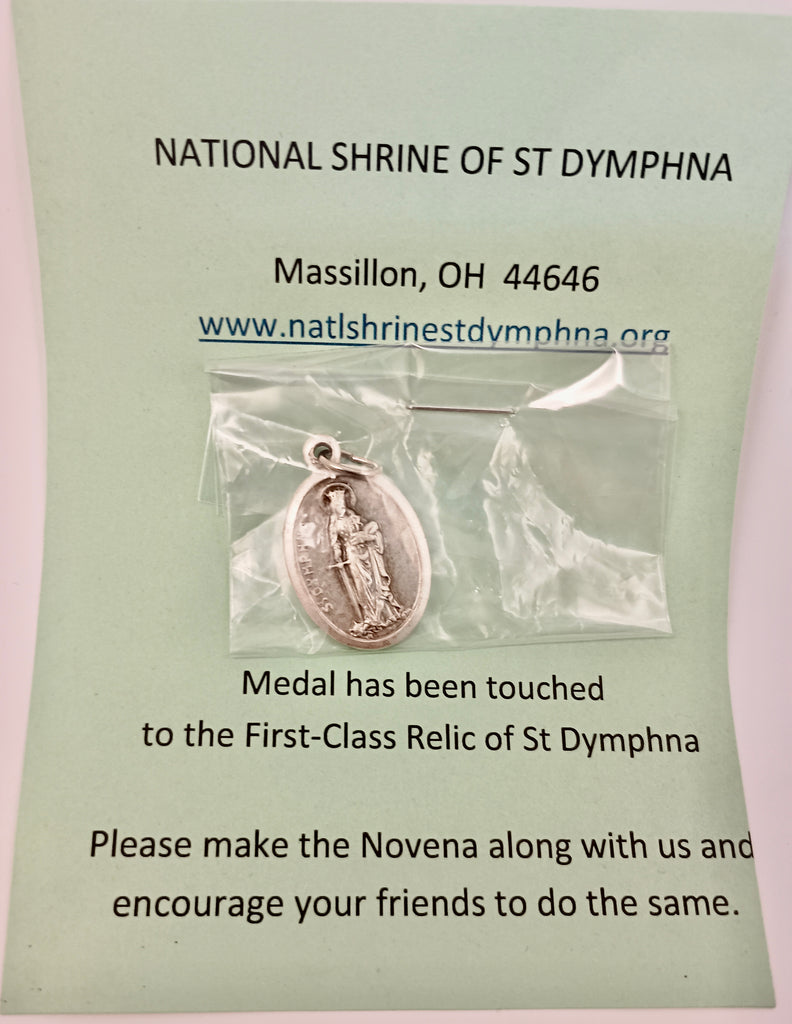 NATIONAL SHRINE OF ST DYMPHNA
Massillon, OH 44646
www.natlshrinestdymphna.org
Medal has been touched
to the First-Class Relic of St Dymphna
Please make the Novena along with us and
encourage your friends to do the same.